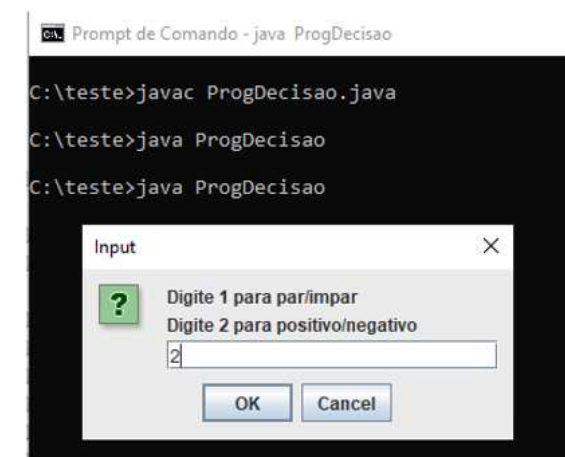 Prompt de Comando - java ProgDecisao
C:\teste>javac ProgDecisao.java
C:\teste>java ProgDecisao
C:\teste>java ProgDecisao
Input
Digite 1 para par/impar
Digite 2 para positivo/negativo
2
OK Cancel